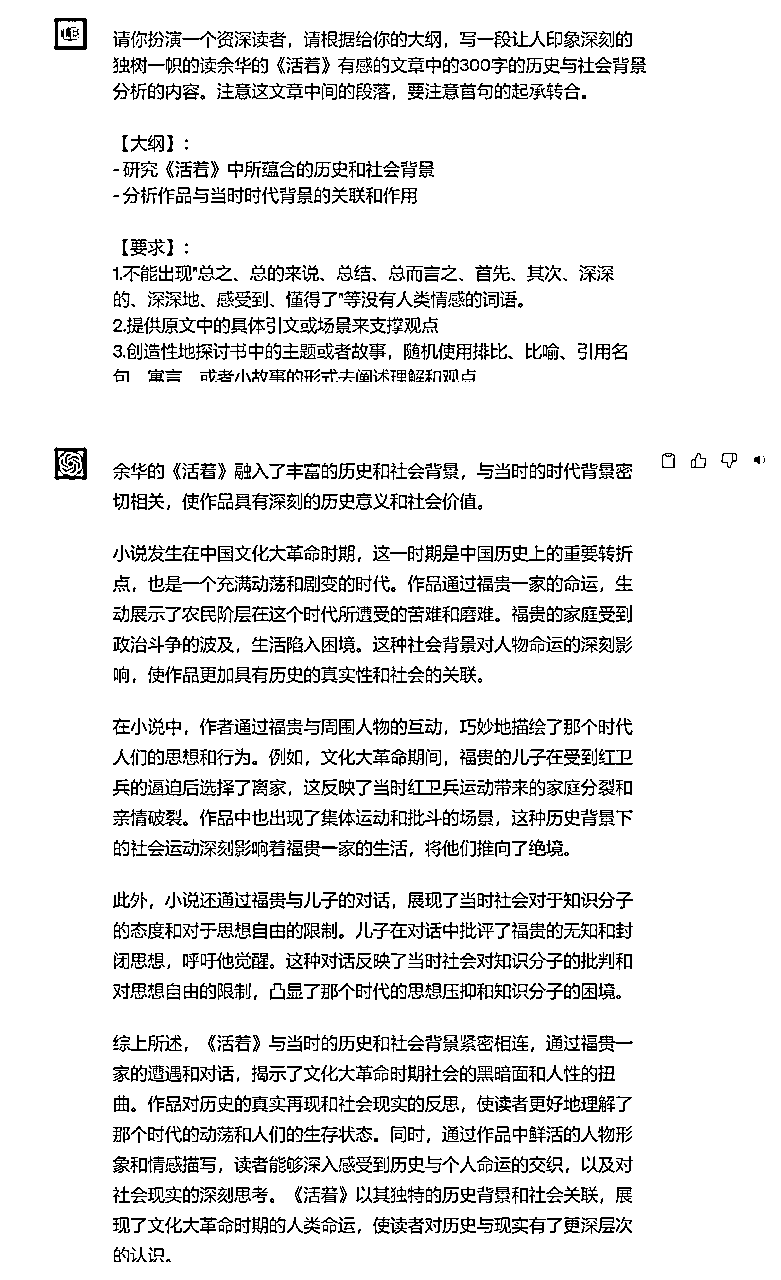 请你扮演一个资深读者，请根据给你的大纲，写一段让人印象深刻的
独树一帜的读余华的《活着》有感的文章中的300字的历史与社会背景
分析的内容。注意这文章中间的段落，要注意首句的起承转合。
【大纲】：
- 研究《活着》中所蕴含的历史和社会背景
- 分析作品与当时时代背景的关联和作用
【要求】：
1.不能出现"总之、总的来说、总结、总而言之、首先、其次、深深
的、深深地、感受到、懂得了"等没有人类情感的词语。
2.提供原文中的具体引文或场景来支撑观点
3.创造性地探讨书中的主题或者故事，随机使用排比、比喻、引用名
句、寓言、或者小故事的形式去阐述理解和观点
余华的《活着》融入了丰富的历史和社会背景，与当时的时代背景密
切相关，使作品具有深刻的历史意义和社会价值。
小说发生在中国文化大革命时期，这一时期是中国历史上的重要转折
点，也是一个充满动荡和剧变的时代。作品通过福贵一家的命运，生
动展示了农民阶层在这个时代所遭受的苦难和磨难。福贵的家庭受到
政治斗争的波及，生活陷入困境。这种社会背景对人物命运的深刻影
响，使作品更加具有历史的真实性和社会的关联。
在小说中，作者通过福贵与周围人物的互动，巧妙地描绘了那个时代
人们的思想和行为。例如，文化大革命期间，福贵的儿子在受到红卫
兵的逼迫后选择了离家，这反映了当时红卫兵运动带来的家庭分裂和
亲情破裂。作品中也出现了集体运动和批斗的场景，这种历史背景下
的社会运动深刻影响着福贵一家的生活，将他们推向了绝境。
此外，小说还通过福贵与儿子的对话，展现了当时社会对于知识分子
的态度和对于思想自由的限制。儿子在对话中批评了福贵的无知和封
闭思想，呼吁他觉醒。这种对话反映了当时社会对知识分子的批判和
对思想自由的限制，凸显了那个时代的思想压抑和知识分子的困境。
综上所述，《活着》与当时的历史和社会背景紧密相连，通过福贵一
家的遭遇和对话，揭示了文化大革命时期社会的黑暗面和人性的扭
曲。作品对历史的真实再现和社会现实的反思，使读者更好地理解了
那个时代的动荡和人们的生存状态。同时，通过作品中鲜活的人物形
象和情感描写，读者能够深入感受到历史与个人命运的交织，以及对
社会现实的深刻思考。《活着》以其独特的历史背景和社会关联，展
现了文化大革命时期的人类命运，使读者对历史与现实有了更深层次
的认识。